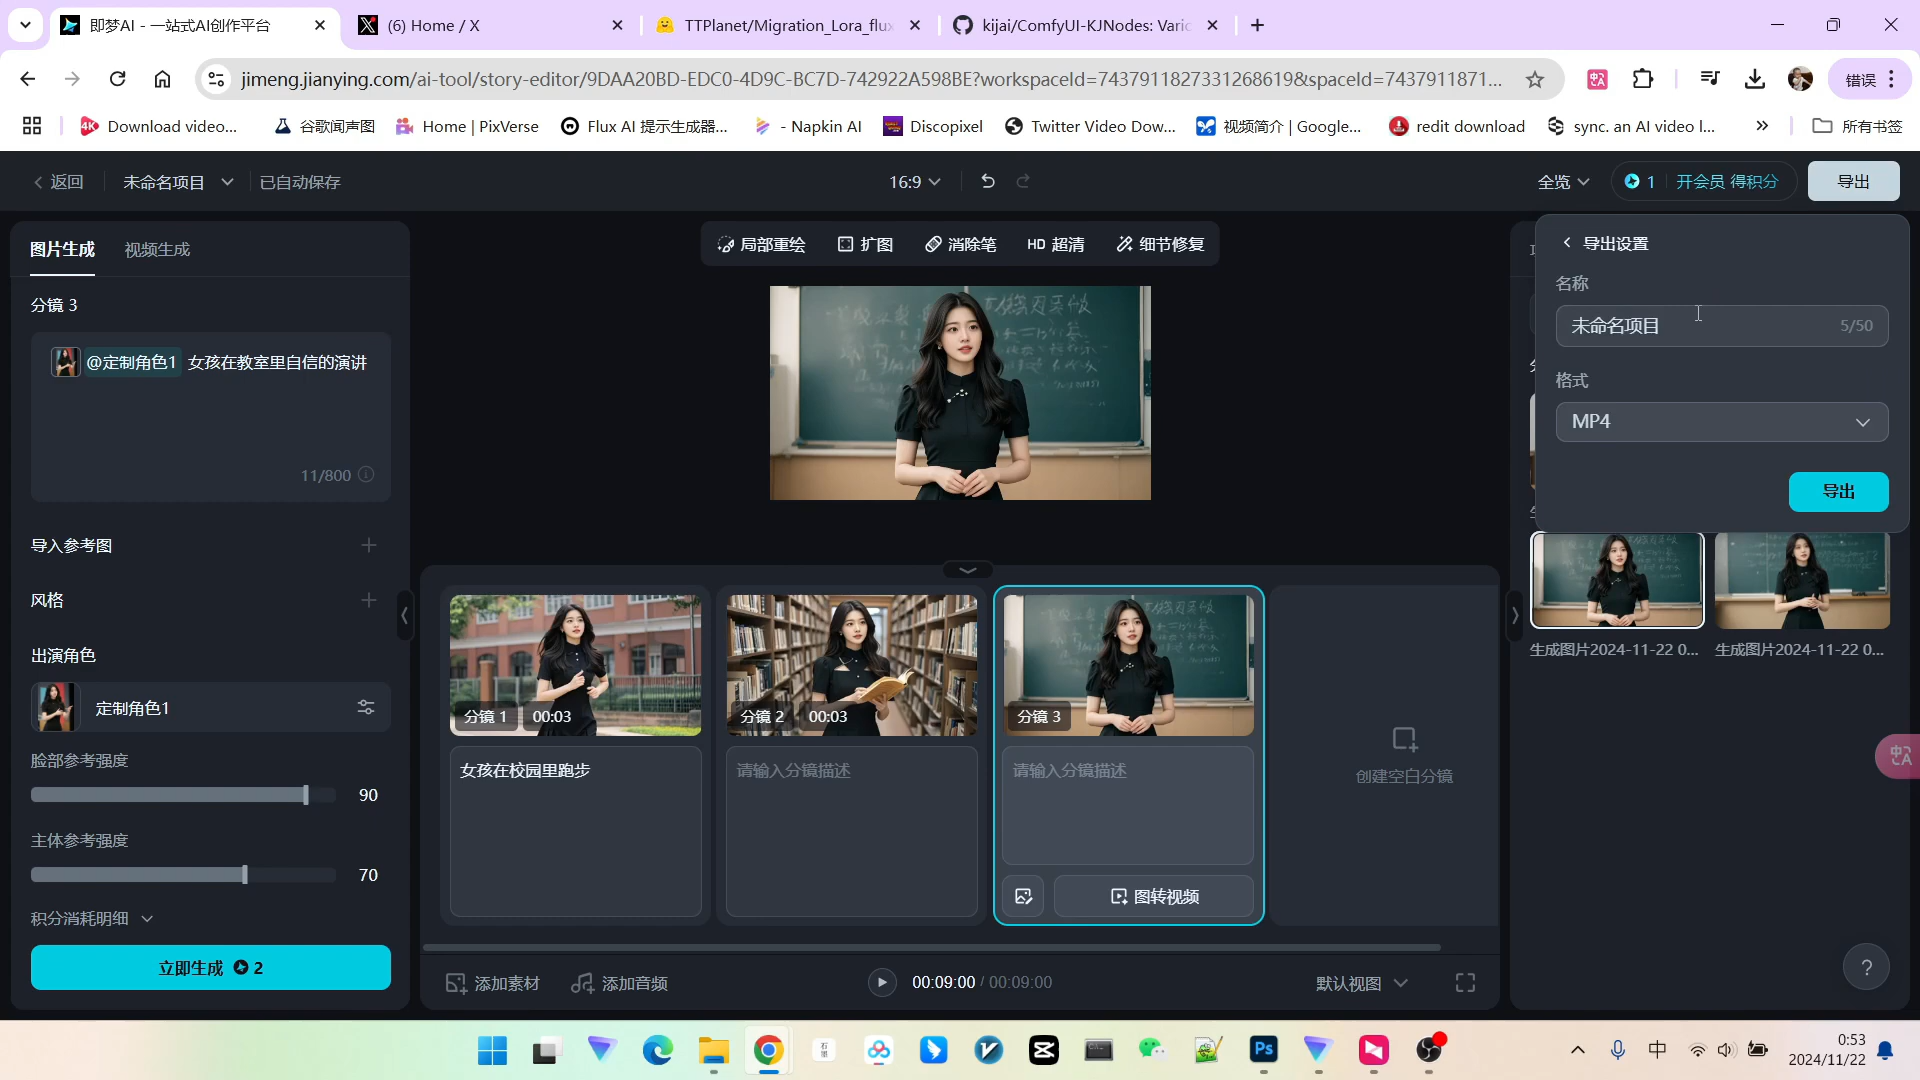 即梦AI - 一站式AI创作平台
(6) Home / X
TTPlanet/Migration_Lora_flux
kijai/ComfyUI-KJNodes: Vario
jimeng.jianying.com/ai-tool/story-editor/9DAA20BD-EDC0-4D9C-BC7D-742922A598BE?workspaceId=7437911827331268619&spaceId=7437911871...
错误
Download video...
谷歌闻声图
Home | PixVerse
Flux AI 提示生成器...
- Napkin AI
Discopixel
Twitter Video Dow...
视频简介 | Google...
redit download
sync. an AI video l...
所有书签
返回
未命名项目
已自动保存
16:9
全览
1
开会员 得积分
导出
图片生成
视频生成
局部重绘
扩图
消除笔
HD 超清
细节修复
导出设置
名称
未命名项目
5/50
格式
MP4
导出
分镜 3
@定制角色1 女孩在教室里自信的演讲
11/800
导入参考图
风格
出演角色
定制角色1
脸部参考强度
90
主体参考强度
70
积分消耗明细
立即生成 2
分镜 1
00:03
女孩在校园里跑步
分镜 2
00:03
请输入分镜描述
分镜 3
请输入分镜描述
图转视频
创建空白分镜
生成图片2024-11-22 0...
生成图片2024-11-22 0...
添加素材
添加音频
00:09:00 / 00:09:00
默认视图
?
Ps
中
0:53
2024/11/22